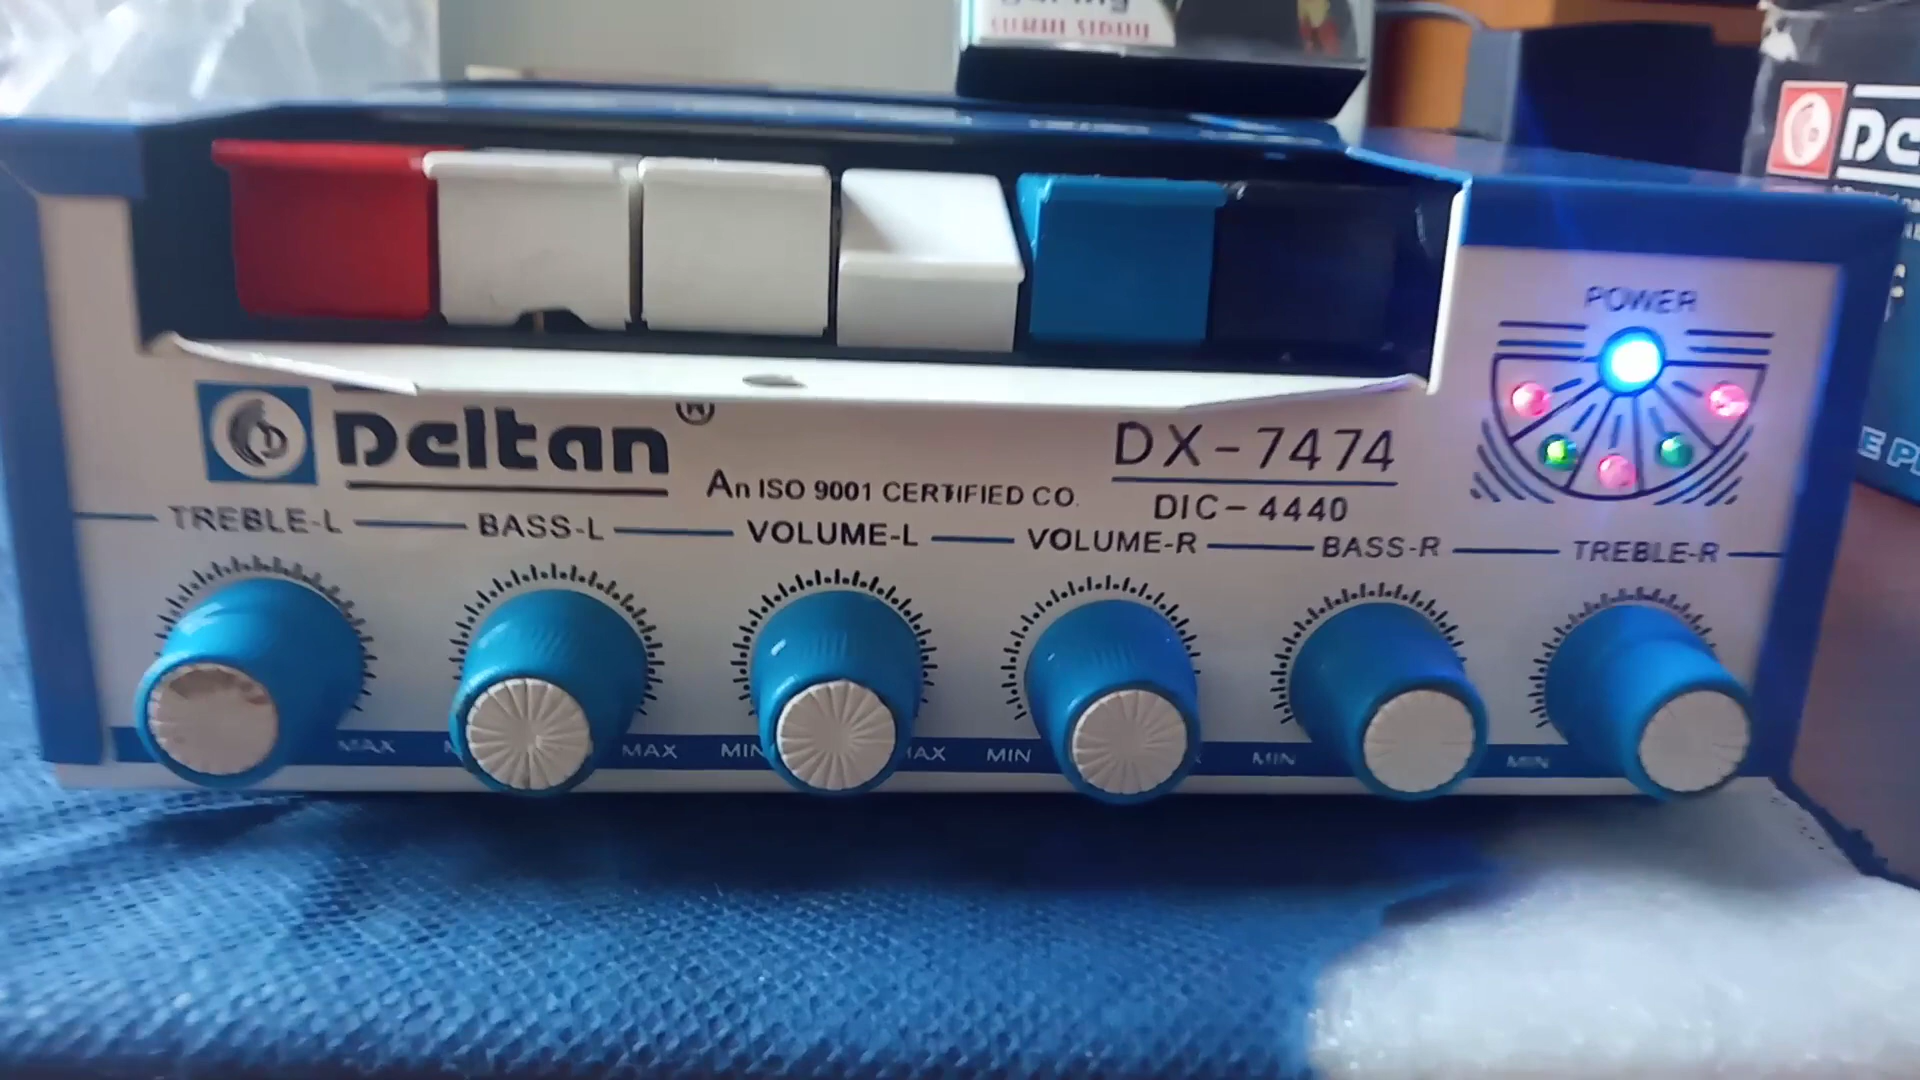 POWER
Deltan
AN ISO 9001 CERTIFIED CO.
DX-7474
DIC-4440
TREBLE-L
BASS-L
VOLUME-L
VOLUME-R
BASS-R
TREBLE-R
MAX
MAX
MIN
MIN
MIN
MIN